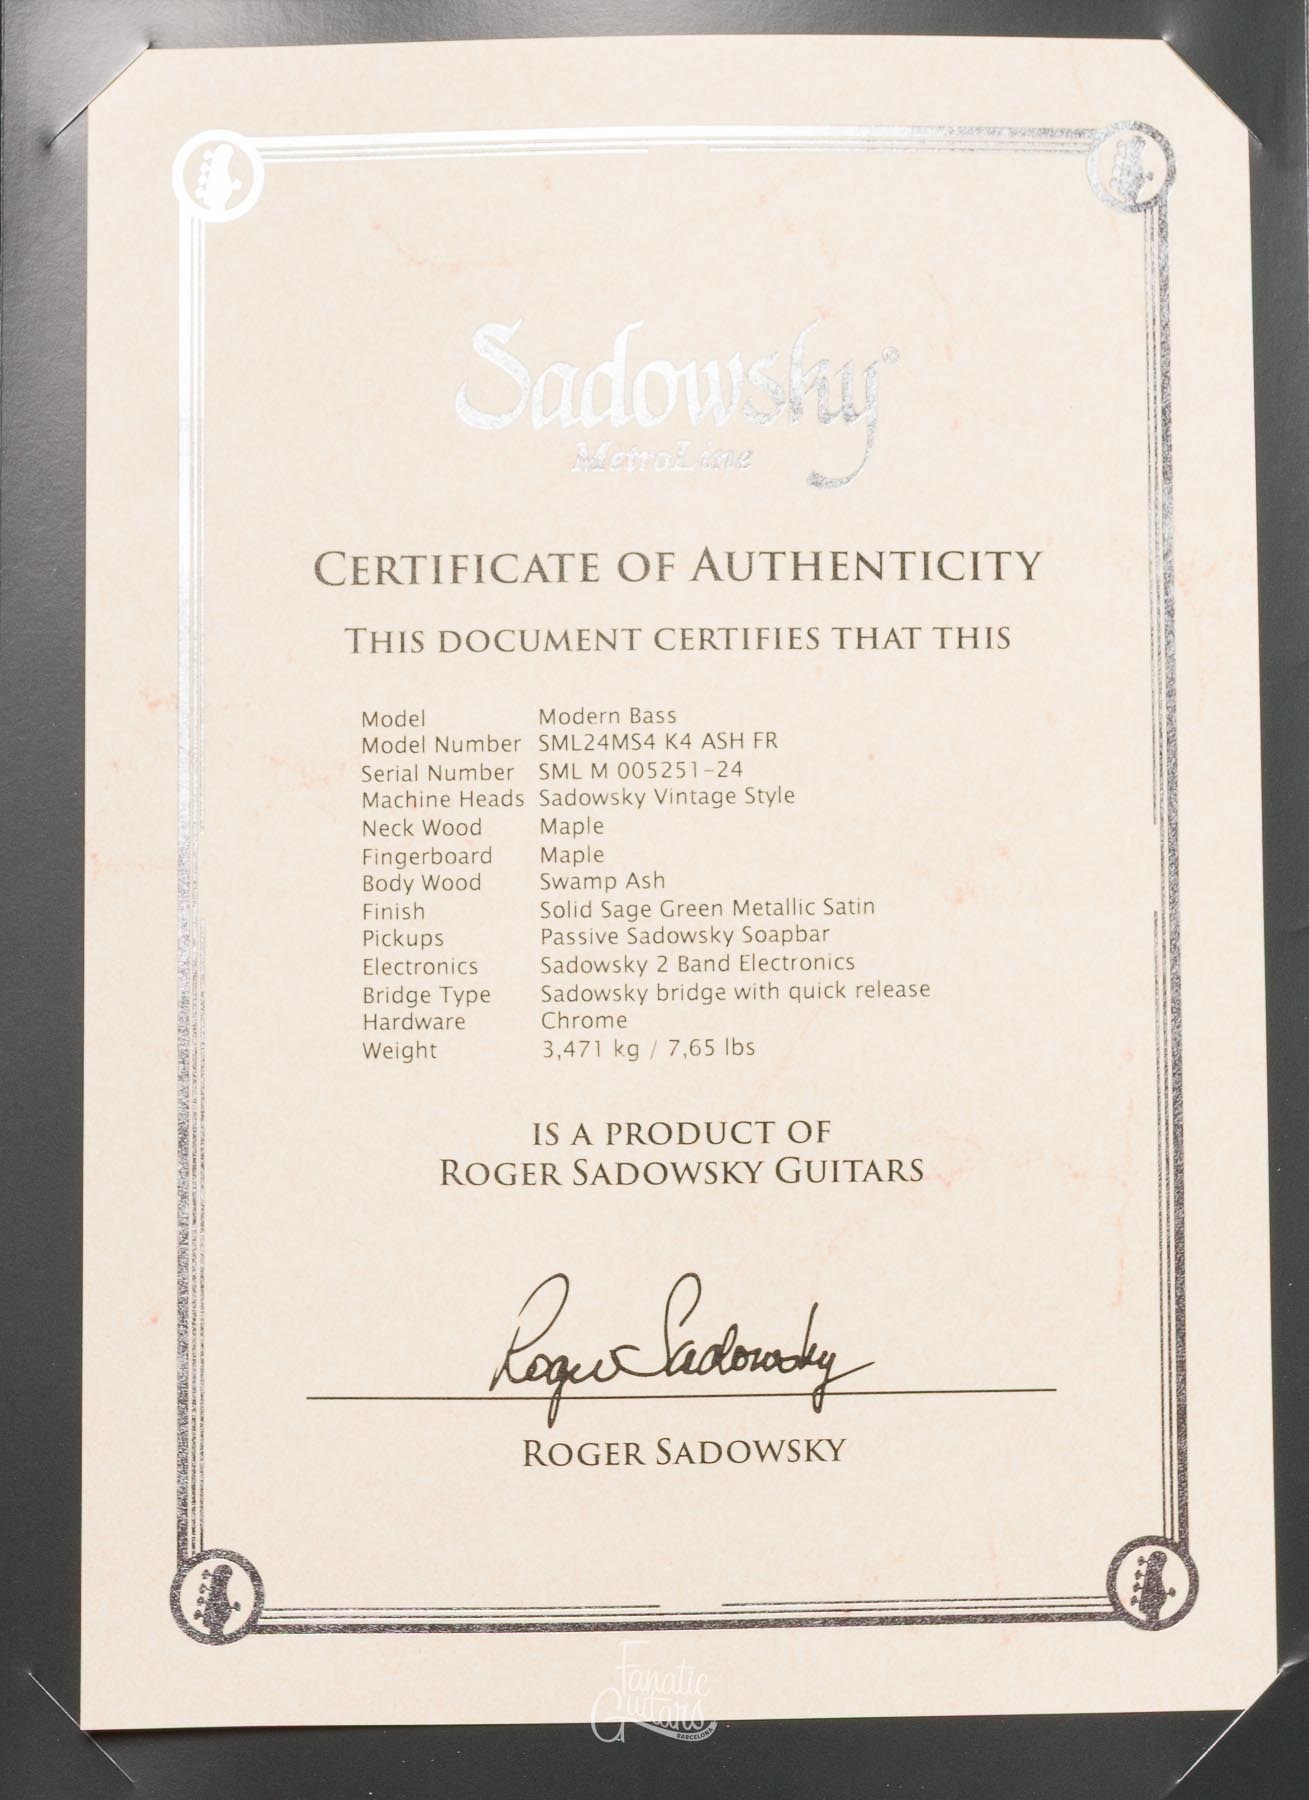 Sadowsky®
MetroLine
CERTIFICATE OF AUTHENTICITY
THIS DOCUMENT CERTIFIES THAT THIS
Model Modern Bass
Model Number SML24MS4 K4 ASH FR
Serial Number SML M 005251-24
Machine Heads Sadowsky Vintage Style
Neck Wood Maple
Fingerboard Maple
Body Wood Swamp Ash
Finish Solid Sage Green Metallic Satin
Pickups Passive Sadowsky Soapbar
Electronics Sadowsky 2 Band Electronics
Bridge Type Sadowsky bridge with quick release
Hardware Chrome
Weight 3,471 kg / 7,65 lbs
IS A PRODUCT OF
ROGER SADOWSKY GUITARS
Roger Sadowsky
ROGER SADOWSKY
Fanatic
Guitars
BARCELONA